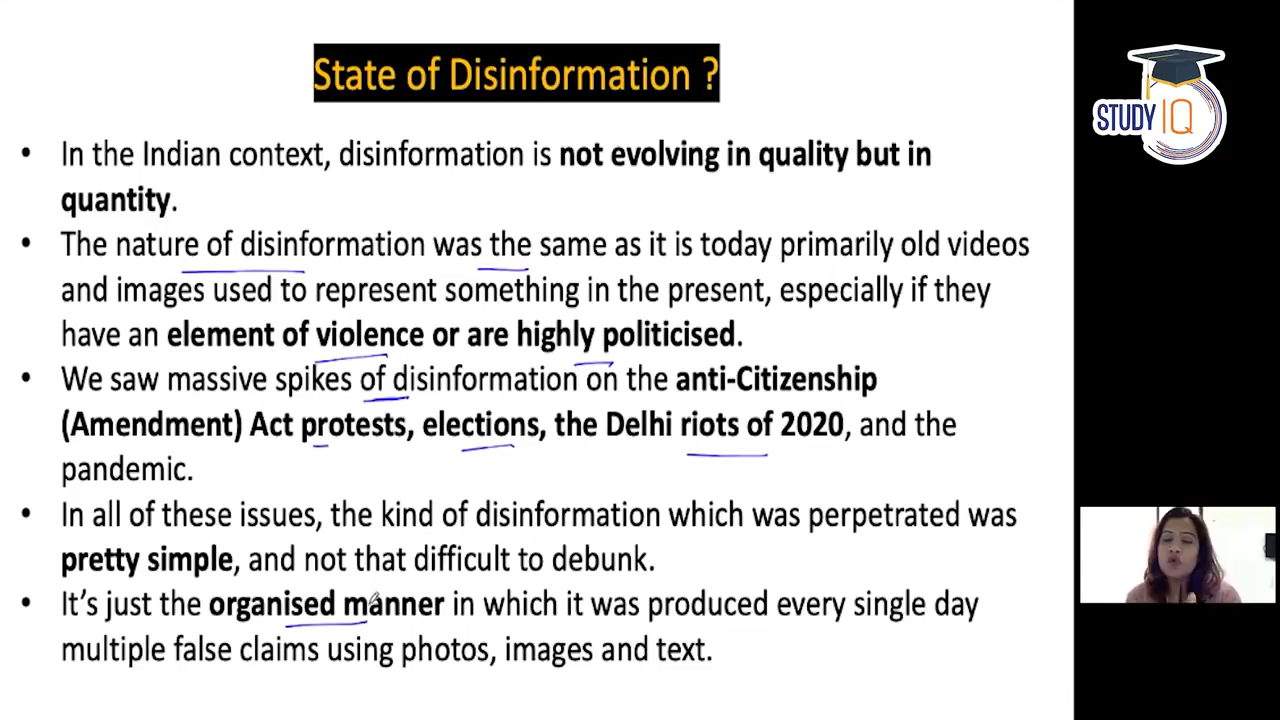 State of Disinformation ?
STUDY IQ
• In the Indian context, disinformation is not evolving in quality but in
quantity.
• The nature of disinformation was the same as it is today primarily old videos
and images used to represent something in the present, especially if they
have an element of violence or are highly politicised.
• We saw massive spikes of disinformation on the anti-Citizenship
(Amendment) Act protests, elections, the Delhi riots of 2020, and the
pandemic.
• In all of these issues, the kind of disinformation which was perpetrated was
pretty simple, and not that difficult to debunk.
• It’s just the organised manner in which it was produced every single day
multiple false claims using photos, images and text.